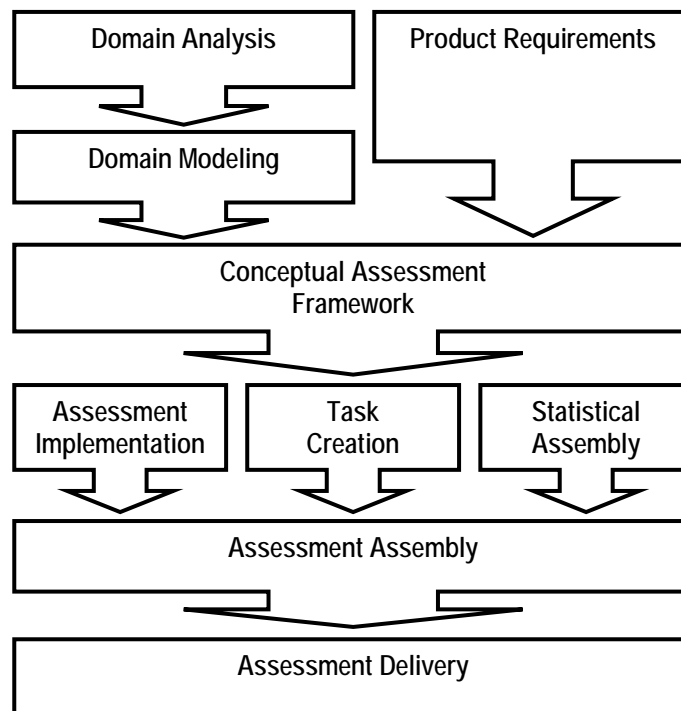 Domain Analysis
Product Requirements
Domain Modeling
Conceptual Assessment
Framework
Assessment
Implementation
Task
Creation
Statistical
Assembly
Assessment Assembly
Assessment Delivery